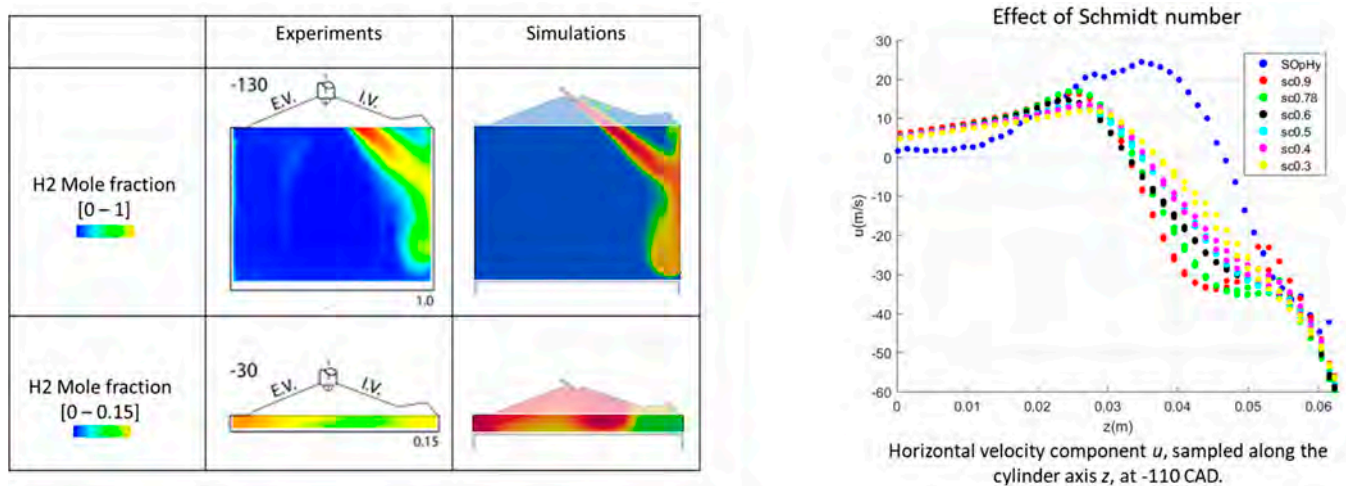 Experiments
Simulations
H2 Mole fraction
[0 – 1]
-130
E.V.
I.V.
1.0
H2 Mole fraction
[0 – 0.15]
-30
E.V.
I.V.
0.15
Effect of Schmidt number
30
20
10
0
-10
-20
-30
-40
-50
-60
u(m/s)
SOpHy
sc0.9
sc0.78
sc0.6
sc0.5
sc0.4
sc0.3
0 0.01 0.02 0.03 0.04 0.05 0.06
z(m)
Horizontal velocity component u, sampled along the
cylinder axis z, at -110 CAD.